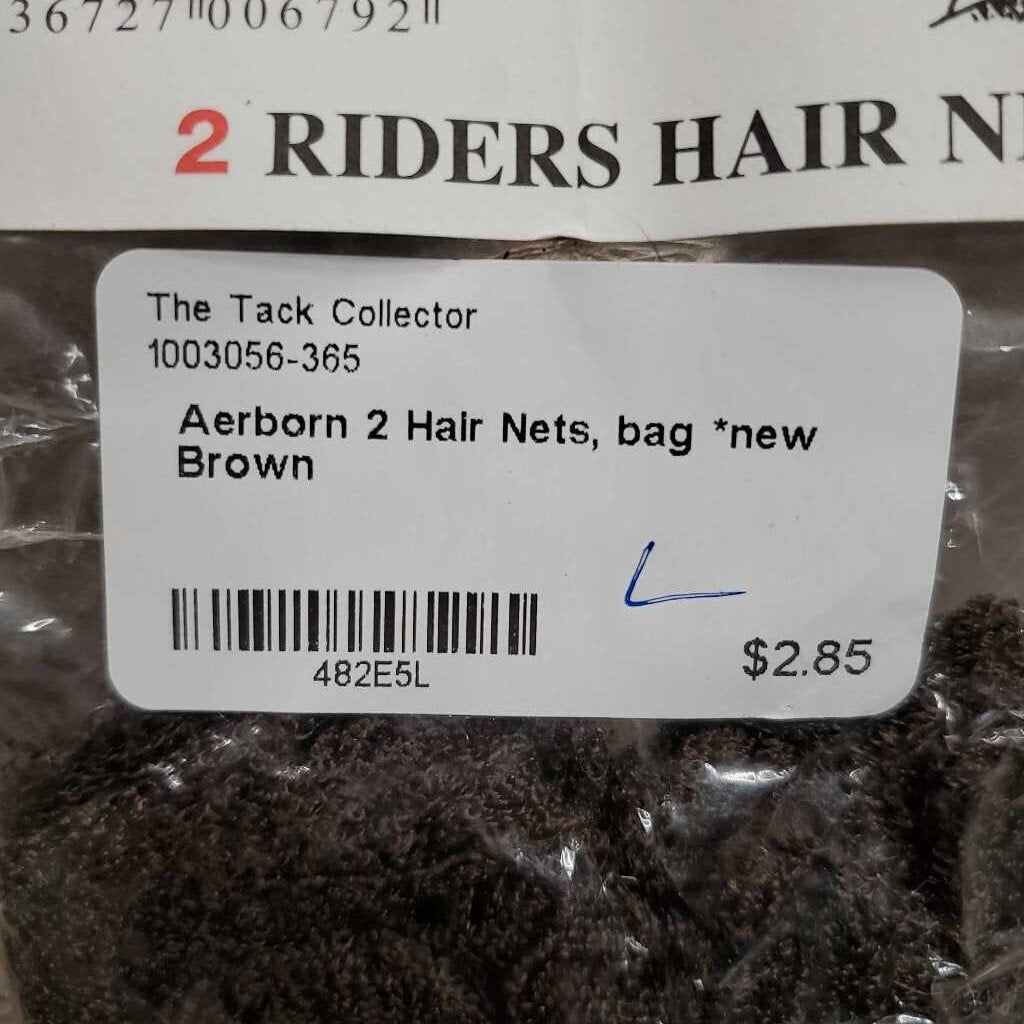 36727 006792
2 RIDERS HAIR
The Tack Collector
1003056-365
Aerborn 2 Hair Nets, bag *new
Brown
L
482E5L
$2.85